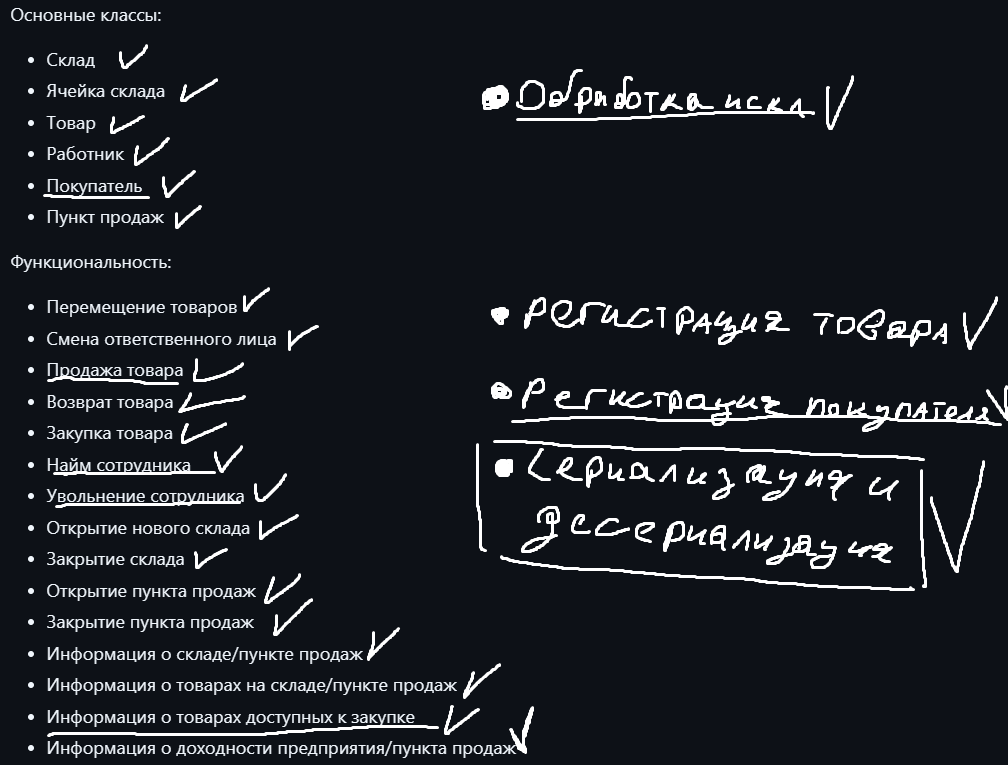 Основные классы:
Склад
Ячейка склада
Товар
Работник
Покупатель
Пункт продаж
Обработка искл
Функциональность:
Перемещение товаров
Смена ответственного лица
Продажа товара
Возврат товара
Закупка товара
Найм сотрудника
Увольнение сотрудника
Открытие нового склада
Закрытие склада
Открытие пункта продаж
Закрытие пункта продаж
Информация о складе/пункте продаж
Информация о товарах на складе/пункте продаж
Информация о товарах доступных к закупке
Информация о доходности предприятия/пункта продаж
Регистрация товара
Регистрация покупателя
Сериализация и
десериализация